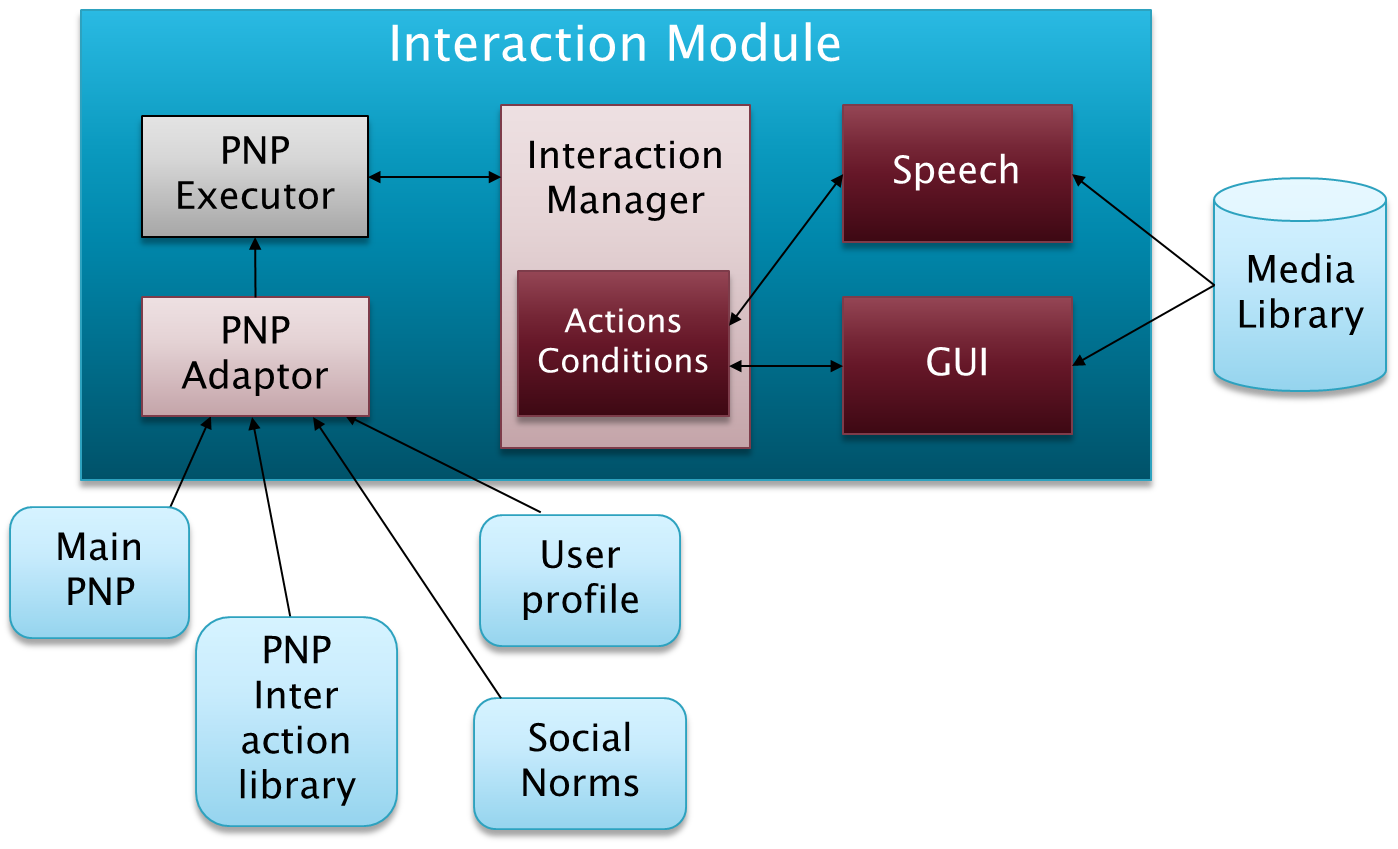 Interaction Module
PNP
Executor
Interaction
Manager
Speech
Media
Library
PNP
Adaptor
Actions
Conditions
GUI
Main
PNP
User
profile
PNP
Inter
action
library
Social
Norms